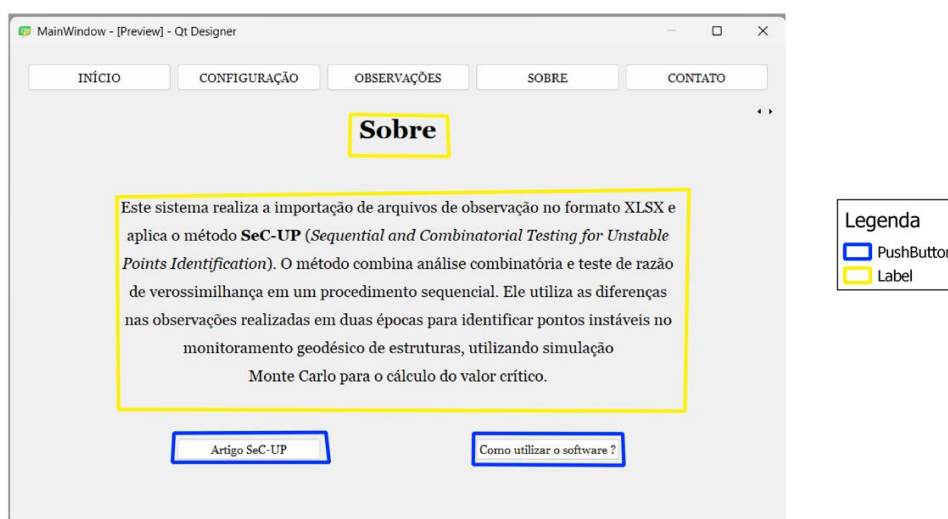 MainWindow - [Preview] - Qt Designer
INÍCIO CONFIGURAÇÃO OBSERVAÇÕES SOBRE CONTATO
Sobre
Este sistema realiza a importação de arquivos de observação no formato XLSX e
aplica o método SeC-UP (Sequential and Combinatorial Testing for Unstable
Points Identification). O método combina análise combinatória e teste de razão
de verossimilhança em um procedimento sequencial. Ele utiliza as diferenças
nas observações realizadas em duas épocas para identificar pontos instáveis no
monitoramento geodésico de estruturas, utilizando simulação
Monte Carlo para o cálculo do valor crítico.
Artigo SeC-UP Como utilizar o software ?
Legenda
PushButton
Label